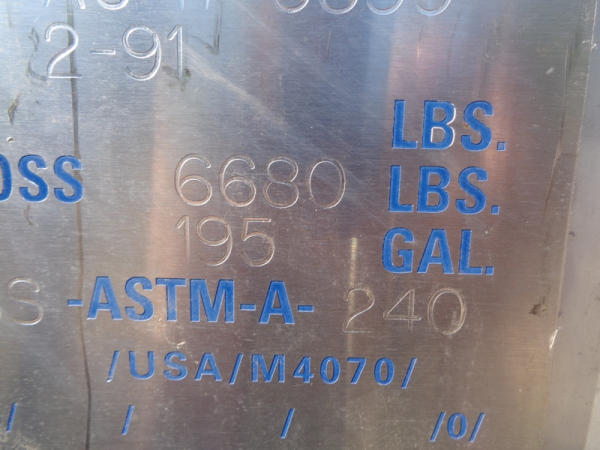 2-91
LBS.
OSS 6680 LBS.
195 GAL.
S -ASTM-A- 240
/USA/M4070/
/ / / /0/